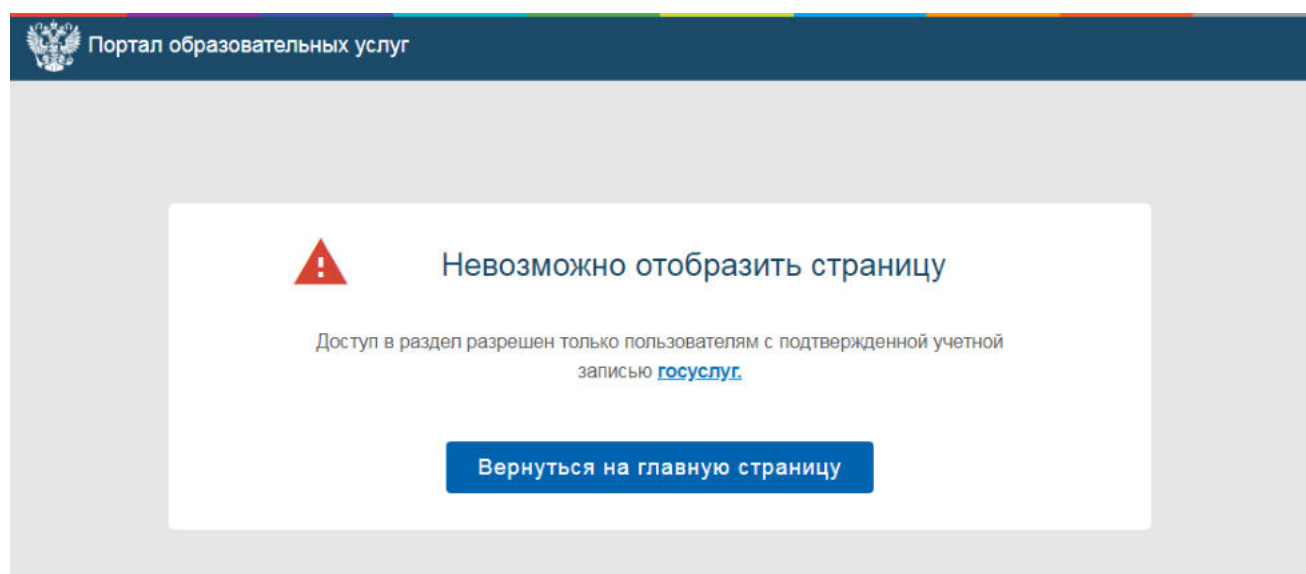 Портал образовательных услуг
Невозможно отобразить страницу
Доступ в раздел разрешен только пользователям с подтвержденной учетной
записью госуслуг.
Вернуться на главную страницу